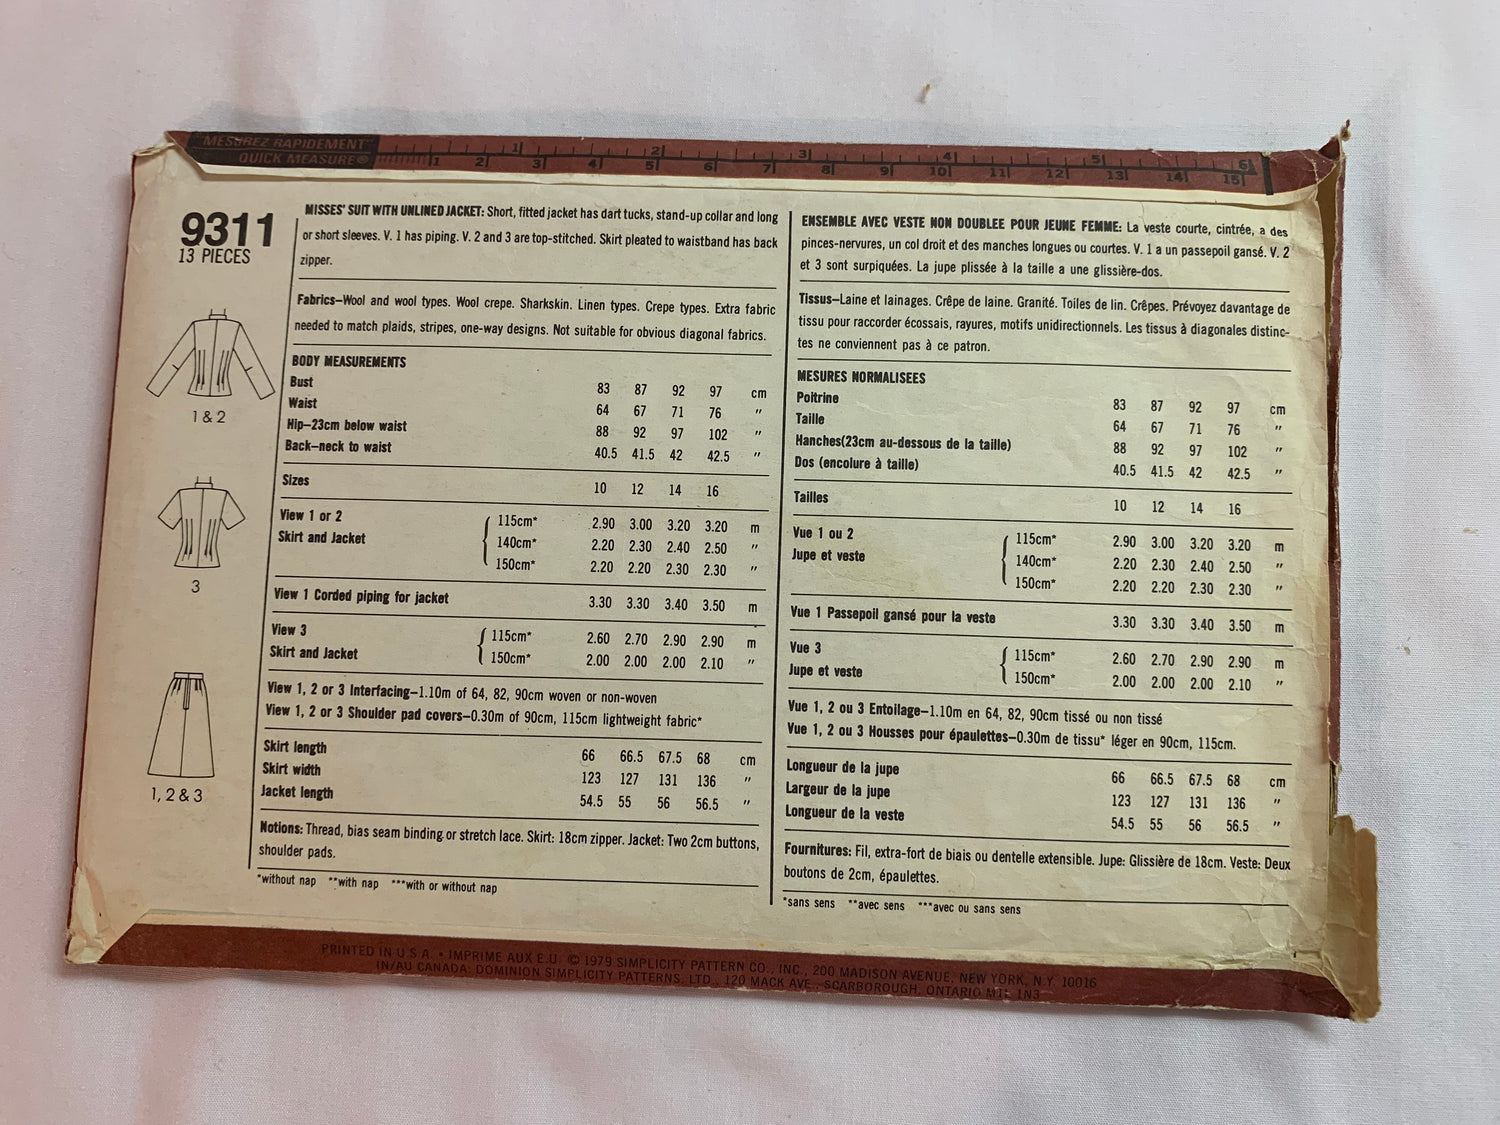 MESUREZ RAPIDEMENT
QUICK MEASURE®
1 2 3 4 5 6
1 2 3 4 5 6 7 8 9 10 11 12 13 14 15
9311
13 PIECES
1 & 2
3
1, 2 & 3
MISSES' SUIT WITH UNLINED JACKET: Short, fitted jacket has dart tucks, stand-up collar and long
or short sleeves. V. 1 has piping. V. 2 and 3 are top-stitched. Skirt pleated to waistband has back
zipper.
Fabrics—Wool and wool types. Wool crepe. Sharkskin. Linen types. Crepe types. Extra fabric
needed to match plaids, stripes, one-way designs. Not suitable for obvious diagonal fabrics.
BODY MEASUREMENTS
Bust 83 87 92 97 cm
Waist 64 67 71 76 "
Hip—23cm below waist 88 92 97 102 "
Back—neck to waist 40.5 41.5 42 42.5 "
Sizes 10 12 14 16
View 1 or 2 115cm* 2.90 3.00 3.20 3.20 m
Skirt and Jacket 140cm* 2.20 2.30 2.40 2.50 "
150cm* 2.20 2.20 2.30 2.30 "
View 1 Corded piping for jacket 3.30 3.30 3.40 3.50 m
View 3 115cm* 2.60 2.70 2.90 2.90 m
Skirt and Jacket 150cm* 2.00 2.00 2.00 2.10 "
View 1, 2 or 3 Interfacing—1.10m of 64, 82, 90cm woven or non-woven
View 1, 2 or 3 Shoulder pad covers—0.30m of 90cm, 115cm lightweight fabric*
Skirt length 66 66.5 67.5 68 cm
Skirt width 123 127 131 136 "
Jacket length 54.5 55 56 56.5 "
Notions: Thread, bias seam binding or stretch lace. Skirt: 18cm zipper. Jacket: Two 2cm buttons,
shoulder pads.
*without nap **with nap ***with or without nap
ENSEMBLE AVEC VESTE NON DOUBLEE POUR JEUNE FEMME: La veste courte, cintrée, a des
pinces-nervures, un col droit et des manches longues ou courtes. V. 1 a un passepoil gansé. V. 2
et 3 sont surpiquées. La jupe plissée à la taille a une glissière-dos.
Tissus—Laine et lainages. Crêpe de laine. Granité. Toiles de lin. Crêpes. Prévoyez davantage de
tissu pour raccorder écossais, rayures, motifs unidirectionnels. Les tissus à diagonales distinc-
tes ne conviennent pas à ce patron.
MESURES NORMALISEES
Poitrine 83 87 92 97 cm
Taille 64 67 71 76 "
Hanches(23cm au-dessous de la taille) 88 92 97 102 "
Dos (encolure à taille) 40.5 41.5 42 42.5 "
Tailles 10 12 14 16
Vue 1 ou 2 115cm* 2.90 3.00 3.20 3.20 m
Jupe et veste 140cm* 2.20 2.30 2.40 2.50 "
150cm* 2.20 2.20 2.30 2.30 "
Vue 1 Passepoil gansé pour la veste 3.30 3.30 3.40 3.50 m
Vue 3 115cm* 2.60 2.70 2.90 2.90 m
Jupe et veste 150cm* 2.00 2.00 2.00 2.10 "
Vue 1, 2 ou 3 Entoilage—1.10m en 64, 82, 90cm tissé ou non tissé
Vue 1, 2 ou 3 Housses pour épaulettes—0.30m de tissu* léger en 90cm, 115cm.
Longueur de la jupe 66 66.5 67.5 68 cm
Largeur de la jupe 123 127 131 136 "
Longueur de la veste 54.5 55 56 56.5 "
Fournitures: Fil, extra-fort de biais ou dentelle extensible. Jupe: Glissière de 18cm. Veste: Deux
boutons de 2cm, épaulettes.
*sans sens **avec sens ***avec ou sans sens
PRINTED IN U.S.A. • IMPRIME AUX E.U. © 1979 SIMPLICITY PATTERN CO., INC., 200 MADISON AVENUE, NEW YORK, N.Y. 10016
IN/AU CANADA: DOMINION SIMPLICITY PATTERNS, LTD., 120 MACK AVE., SCARBOROUGH, ONTARIO M1L 1N3